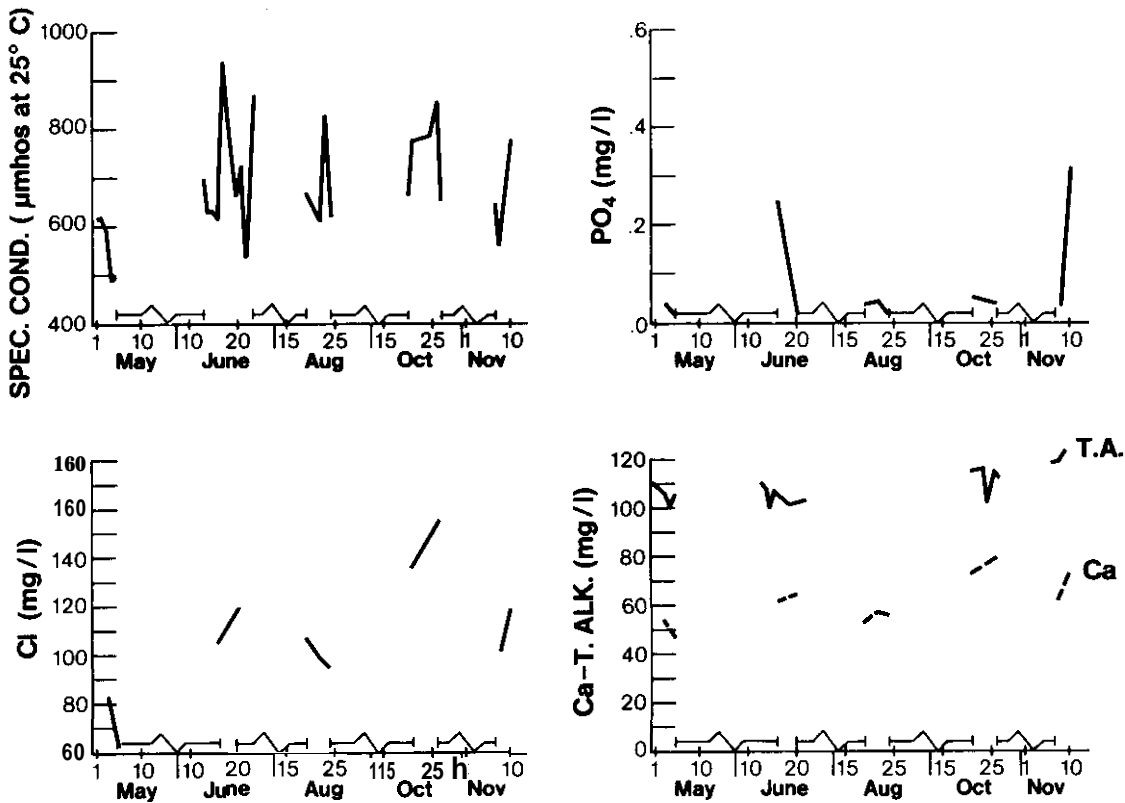 SPEC. COND. ( µmhos at 25° C)
1000
800
600
400
1 10 10 20 15 25 15 25 1 10
May June Aug Oct Nov
PO₄ (mg/l)
.6
.4
.2
.0
1 10 10 20 15 25 15 25 1 10
May June Aug Oct Nov
Cl (mg/l)
160
160
140
120
100
80
60
1 10 10 20 15 25 15 25 h 10
May June Aug Oct Nov
Ca–T. ALK. (mg/l)
120
100
80
60
40
20
0
T.A.
Ca
1 10 10 20 15 25 15 25 1 10
May June Aug Oct Nov